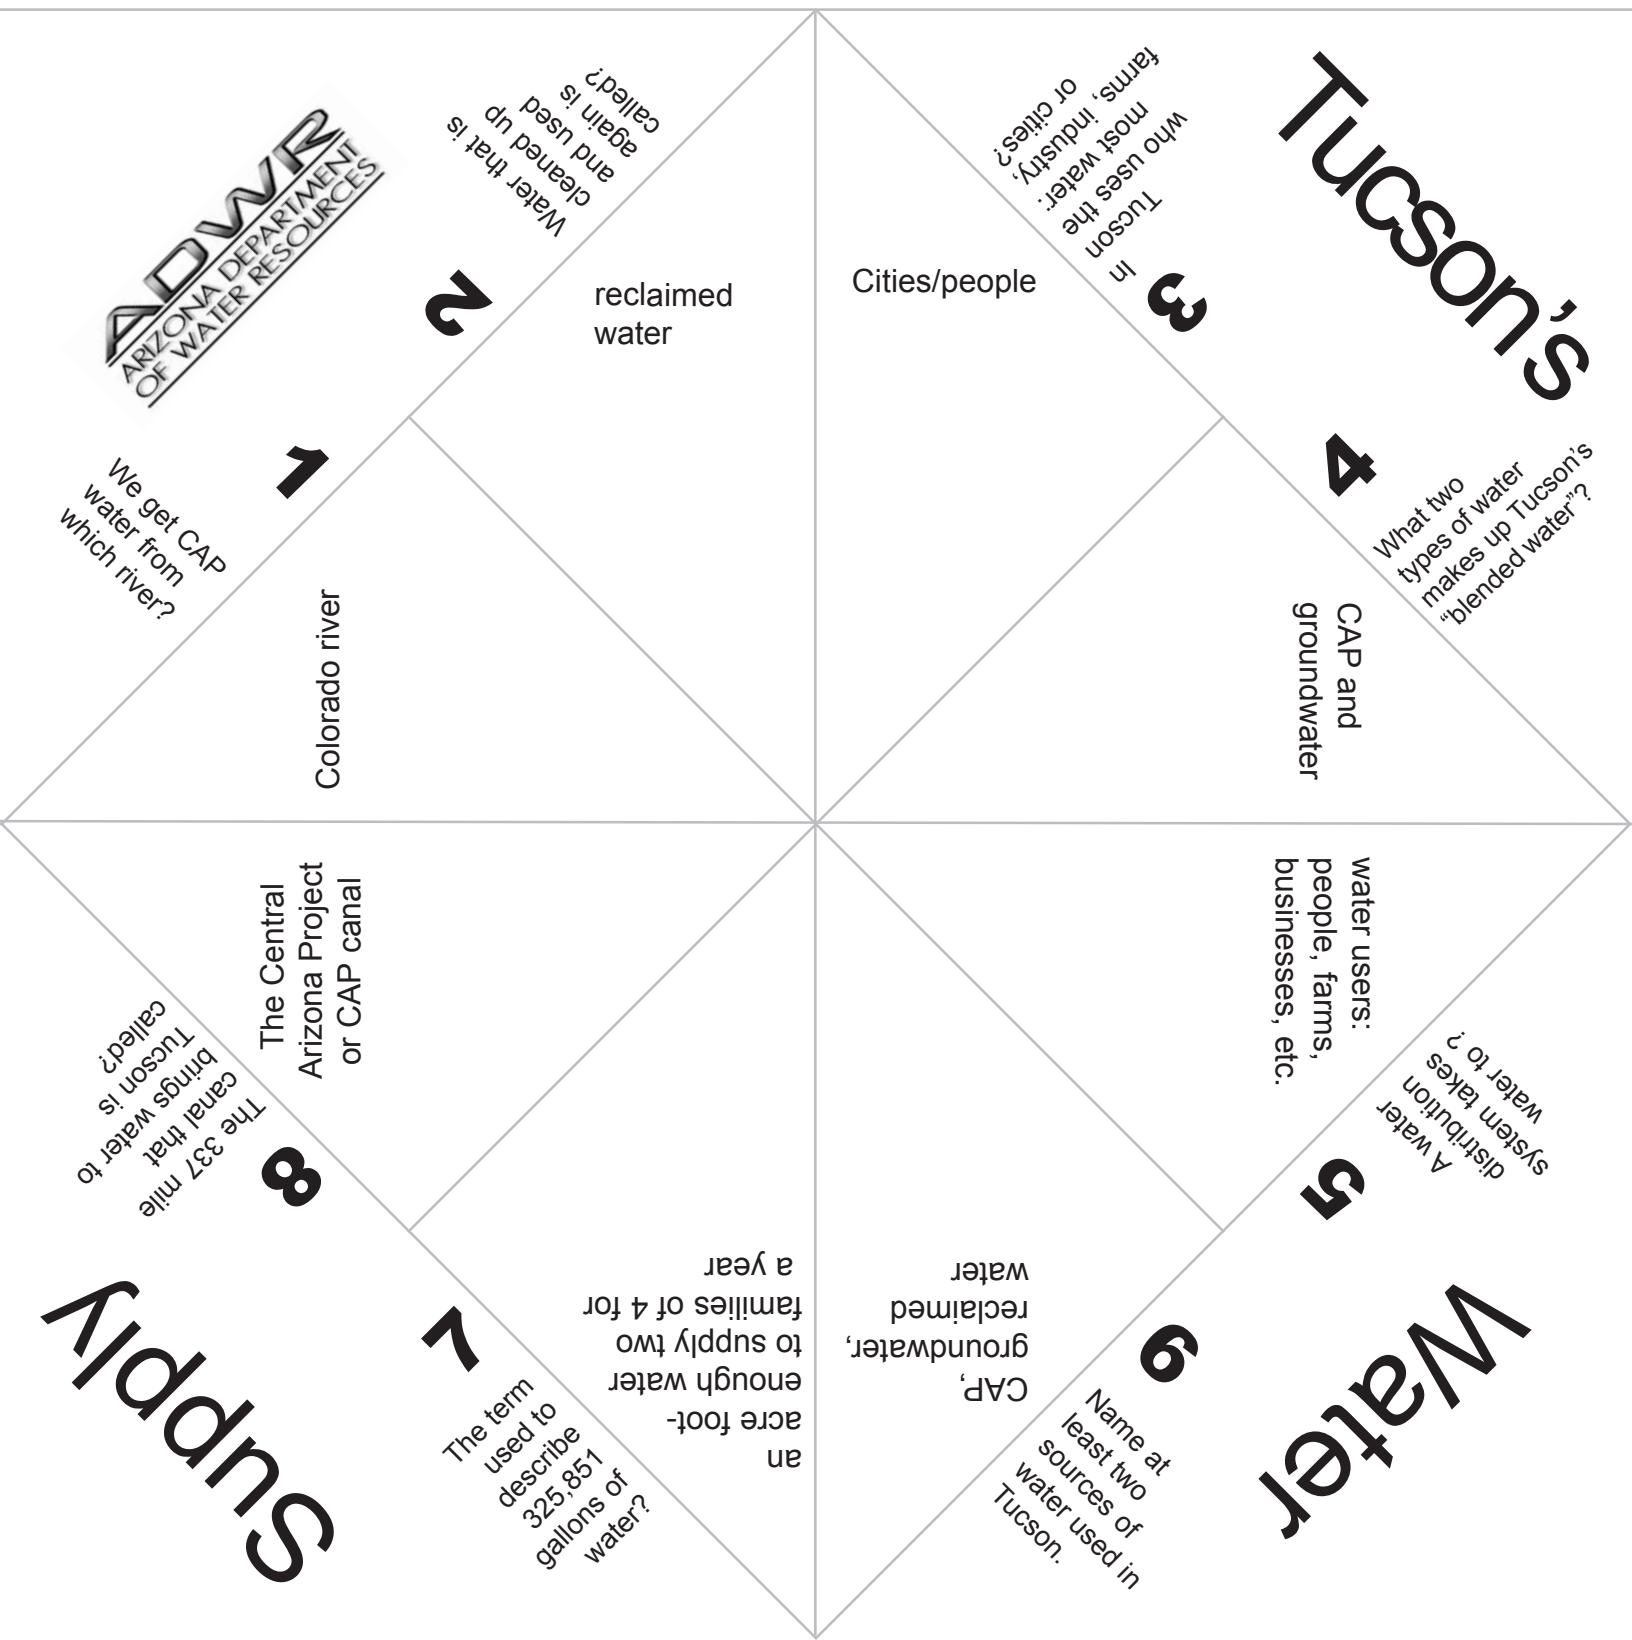 ADWR
ARIZONA DEPARTMENT
OF WATER RESOURCES
Tucson's
Water
Supply
1
We get CAP
water from
which river?
Colorado river
2
Water that is
cleaned up
and used
again is
called?
reclaimed
water
3
In
Tucson
who uses the
most water:
farms, industry,
or cities?
Cities/people
4
What two
types of water
makes up Tucson's
“blended water”?
CAP and
groundwater
5
A water
distribution
system takes
water to ?
water users:
people, farms,
businesses, etc.
6
Name at
least two
sources of
water used in
Tucson.
CAP,
groundwater,
reclaimed
water
7
The term
used to
describe
325,851
gallons of
water?
an
acre foot-
enough water
to supply two
families of 4 for
a year
8
The 337 mile
canal that
brings water to
Tucson is
called?
The Central
Arizona Project
or CAP canal